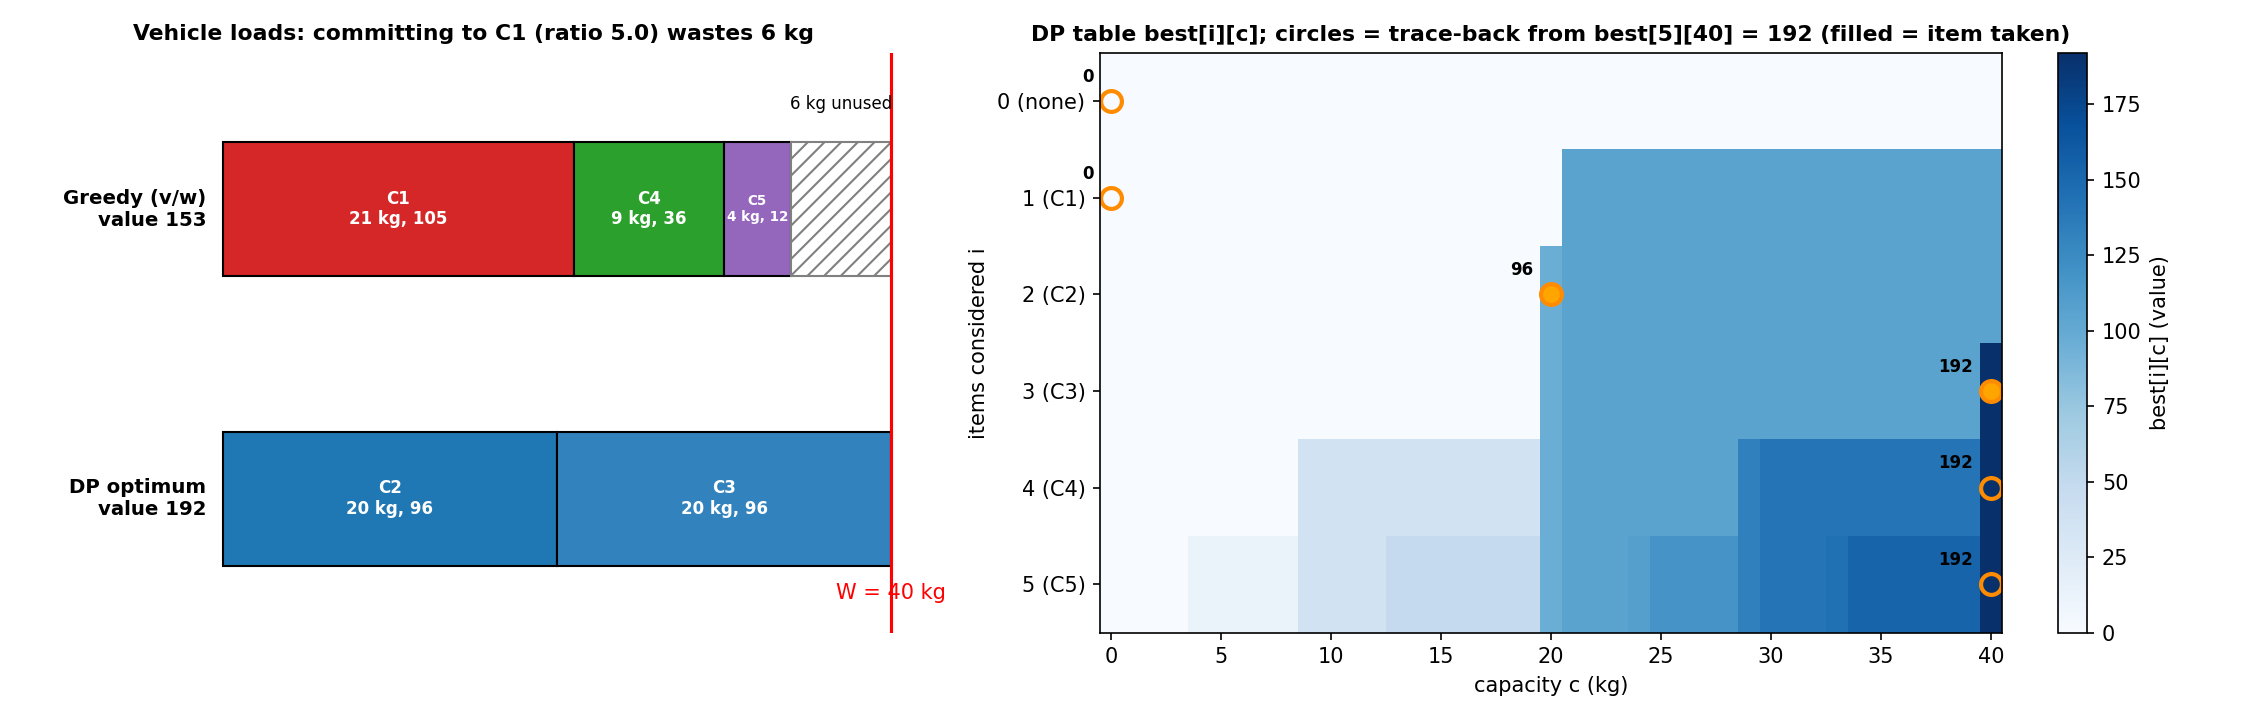 Vehicle loads: committing to C1 (ratio 5.0) wastes 6 kg
6 kg unused
Greedy (v/w)
value 153
C1
21 kg, 105
C4
9 kg, 36
C5
4 kg, 12
DP optimum
value 192
C2
20 kg, 96
C3
20 kg, 96
W = 40 kg
DP table best[i][c]; circles = trace-back from best[5][40] = 192 (filled = item taken)
items considered i
0 (none)
1 (C1)
2 (C2)
3 (C3)
4 (C4)
5 (C5)
0
0
96
192
192
192
0
5
10
15
20
25
30
35
40
capacity c (kg)
175
150
125
100
75
50
25
0
best[i][c] (value)